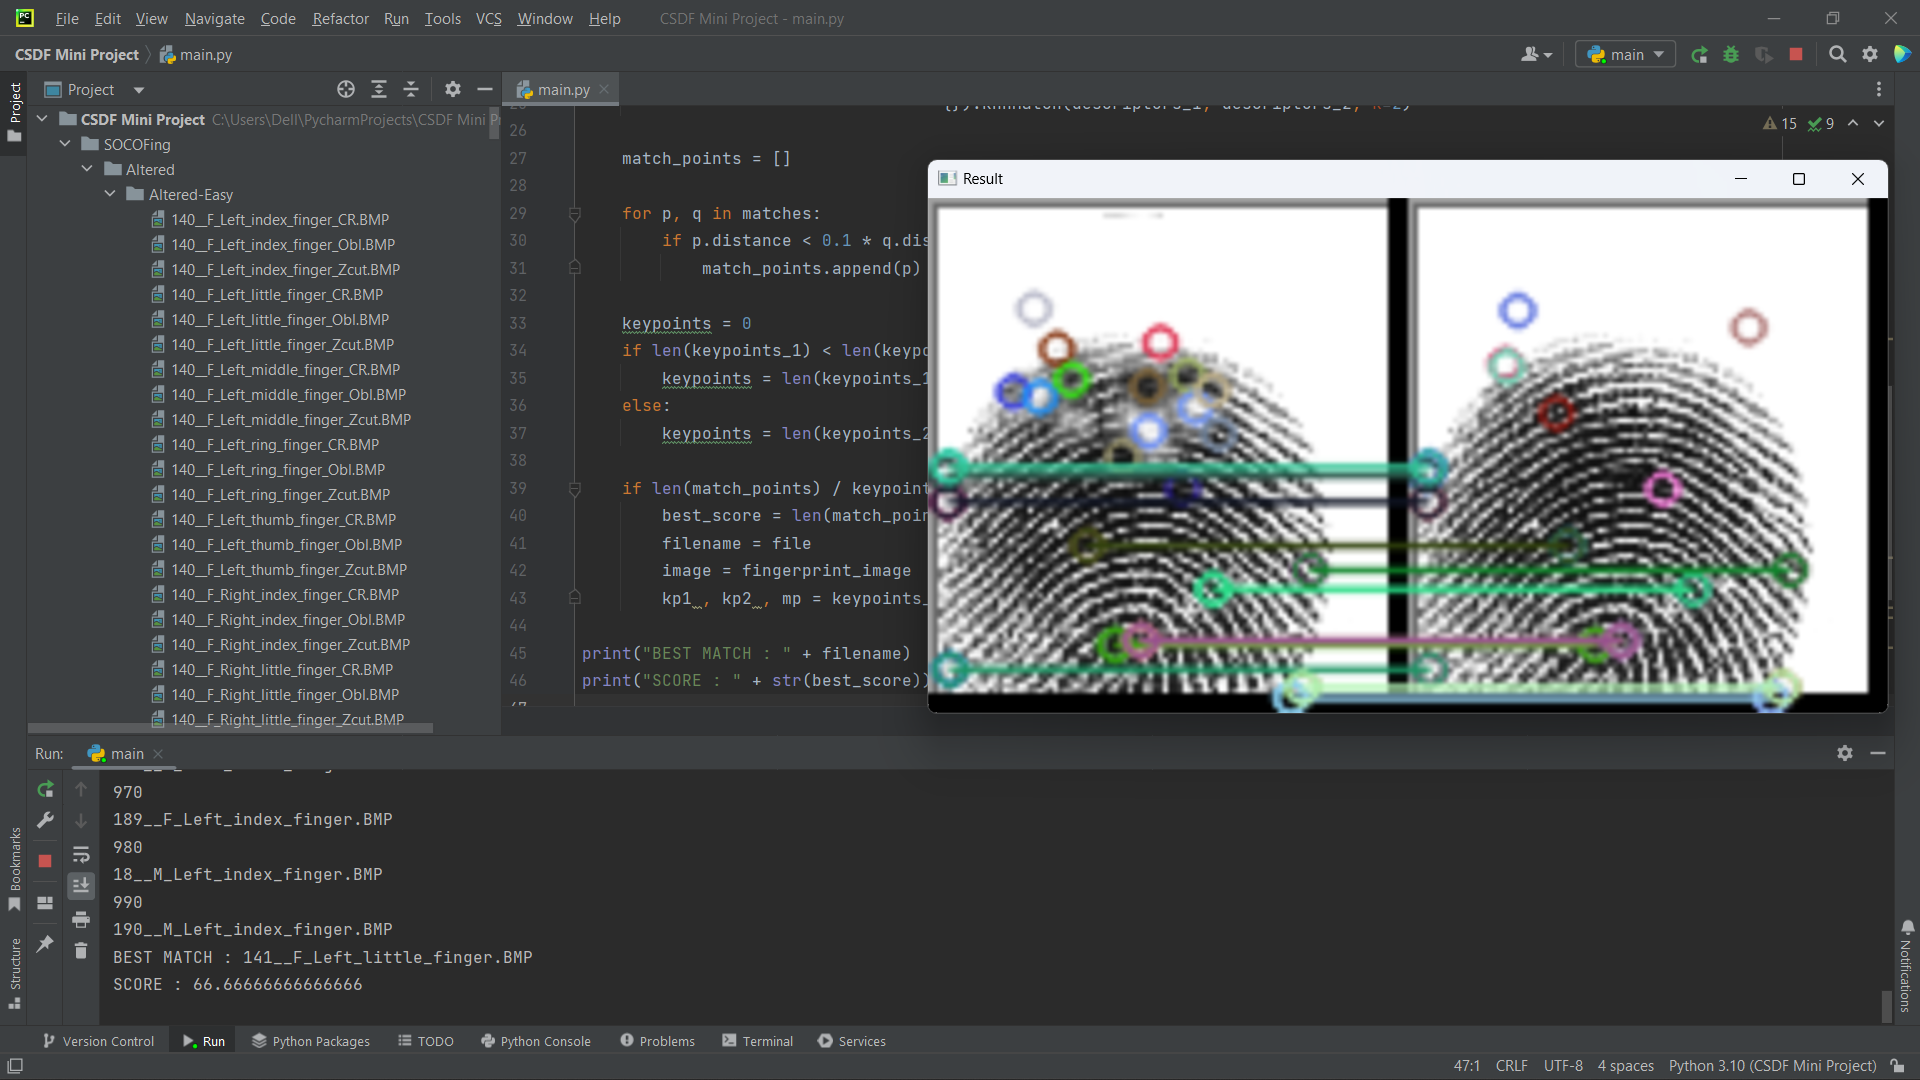 PC
File Edit View Navigate Code Refactor Run Tools VCS Window Help CSDF Mini Project - main.py
CSDF Mini Project main.py
main
Project
Project
main.py
CSDF Mini Project C:\Users\Dell\PycharmProjects\CSDF Mini P
SOCOFing
Altered
Altered-Easy
140__F_Left_index_finger_CR.BMP
140__F_Left_index_finger_Obl.BMP
140__F_Left_index_finger_Zcut.BMP
140__F_Left_little_finger_CR.BMP
140__F_Left_little_finger_Obl.BMP
140__F_Left_little_finger_Zcut.BMP
140__F_Left_middle_finger_CR.BMP
140__F_Left_middle_finger_Obl.BMP
140__F_Left_middle_finger_Zcut.BMP
140__F_Left_ring_finger_CR.BMP
140__F_Left_ring_finger_Obl.BMP
140__F_Left_ring_finger_Zcut.BMP
140__F_Left_thumb_finger_CR.BMP
140__F_Left_thumb_finger_Obl.BMP
140__F_Left_thumb_finger_Zcut.BMP
140__F_Right_index_finger_CR.BMP
140__F_Right_index_finger_Obl.BMP
140__F_Right_index_finger_Zcut.BMP
140__F_Right_little_finger_CR.BMP
140__F_Right_little_finger_Obl.BMP
140__F_Right_little_finger_Zcut.BMP
15 9
26
27 match_points = []
28
29 for p, q in matches:
30 if p.distance < 0.1 * q.dis
31 match_points.append(p)
32
33 keypoints = 0
34 if len(keypoints_1) < len(keypo
35 keypoints = len(keypoints_1
36 else:
37 keypoints = len(keypoints_2
38
39 if len(match_points) / keypoint
40 best_score = len(match_poin
41 filename = file
42 image = fingerprint_image
43 kp1_, kp2_, mp = keypoints_
44
45 print("BEST MATCH : " + filename)
46 print("SCORE : " + str(best_score))
Result
Run: main
970
189__F_Left_index_finger.BMP
980
18__M_Left_index_finger.BMP
990
190__M_Left_index_finger.BMP
BEST MATCH : 141__F_Left_little_finger.BMP
SCORE : 66.66666666666666
Bookmarks
Structure
Notifications
Version Control Run Python Packages TODO Python Console Problems Terminal Services
47:1 CRLF UTF-8 4 spaces Python 3.10 (CSDF Mini Project)